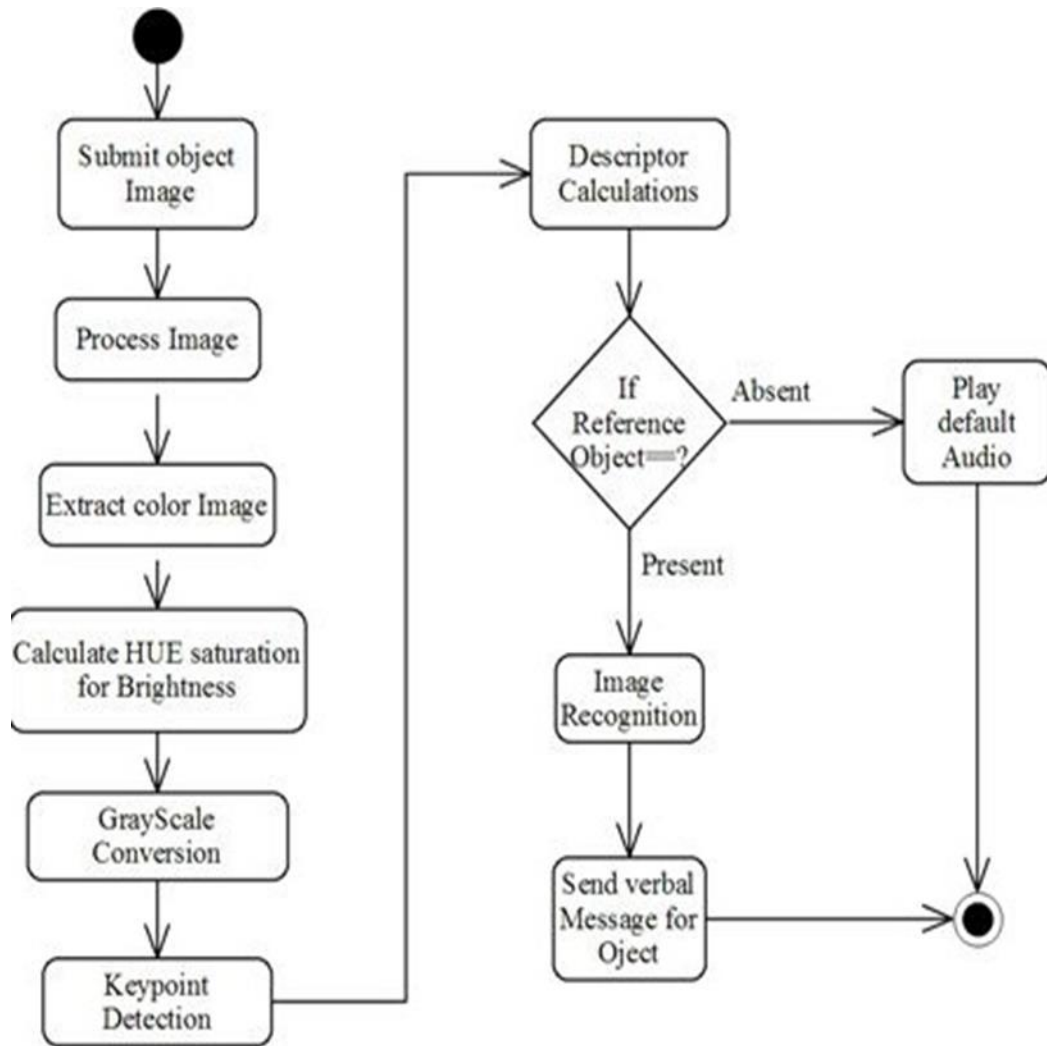 Submit object
Image
Process Image
Extract color Image
Calculate HUE saturation
for Brightness
GrayScale
Conversion
Keypoint
Detection
Descriptor
Calculations
If
Reference
Object==?
Absent
Play
default
Audio
Present
Image
Recognition
Send verbal
Message for
Oject